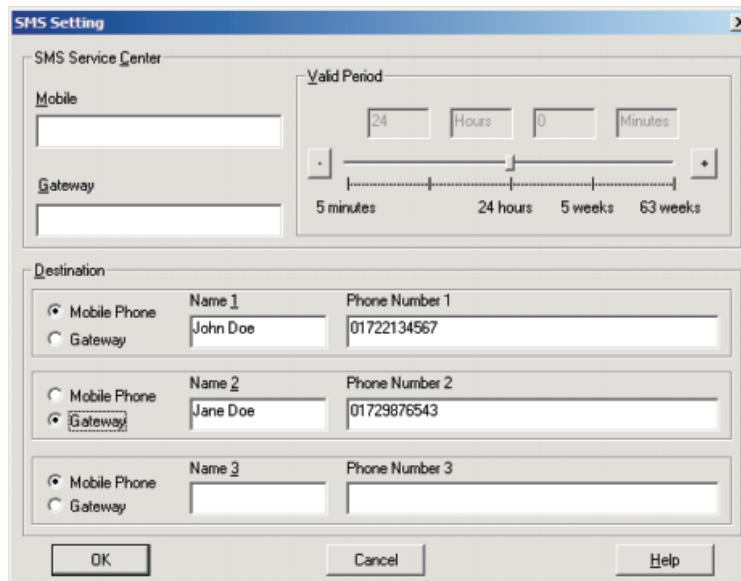 SMS Setting
SMS Service Center
Mobile
Gateway
Valid Period
24 Hours 0 Minutes
- +
5 minutes 24 hours 5 weeks 63 weeks
Destination
Mobile Phone
Gateway
Name 1 Phone Number 1
John Doe 01722134567
Mobile Phone
Gateway
Name 2 Phone Number 2
Jane Doe 01729876543
Mobile Phone
Gateway
Name 3 Phone Number 3
OK Cancel Help